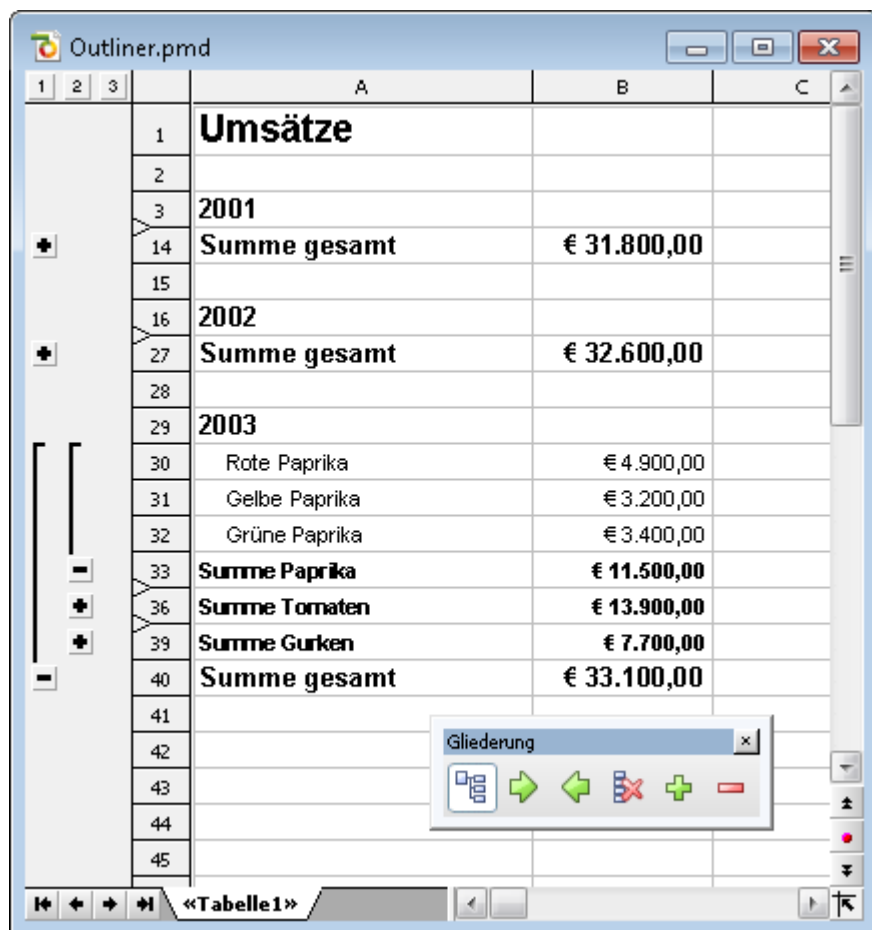 Outliner.pmd
1 2 3 A B C
1 Umsätze
2
3 2001
14 Summe gesamt € 31.800,00
15
16 2002
27 Summe gesamt € 32.600,00
28
29 2003
30 Rote Paprika € 4.900,00
31 Gelbe Paprika € 3.200,00
32 Grüne Paprika € 3.400,00
33 Summe Paprika € 11.500,00
36 Summe Tomaten € 13.900,00
39 Summe Gurken € 7.700,00
40 Summe gesamt € 33.100,00
41
42
43
44
45
Gliederung
«Tabelle1»